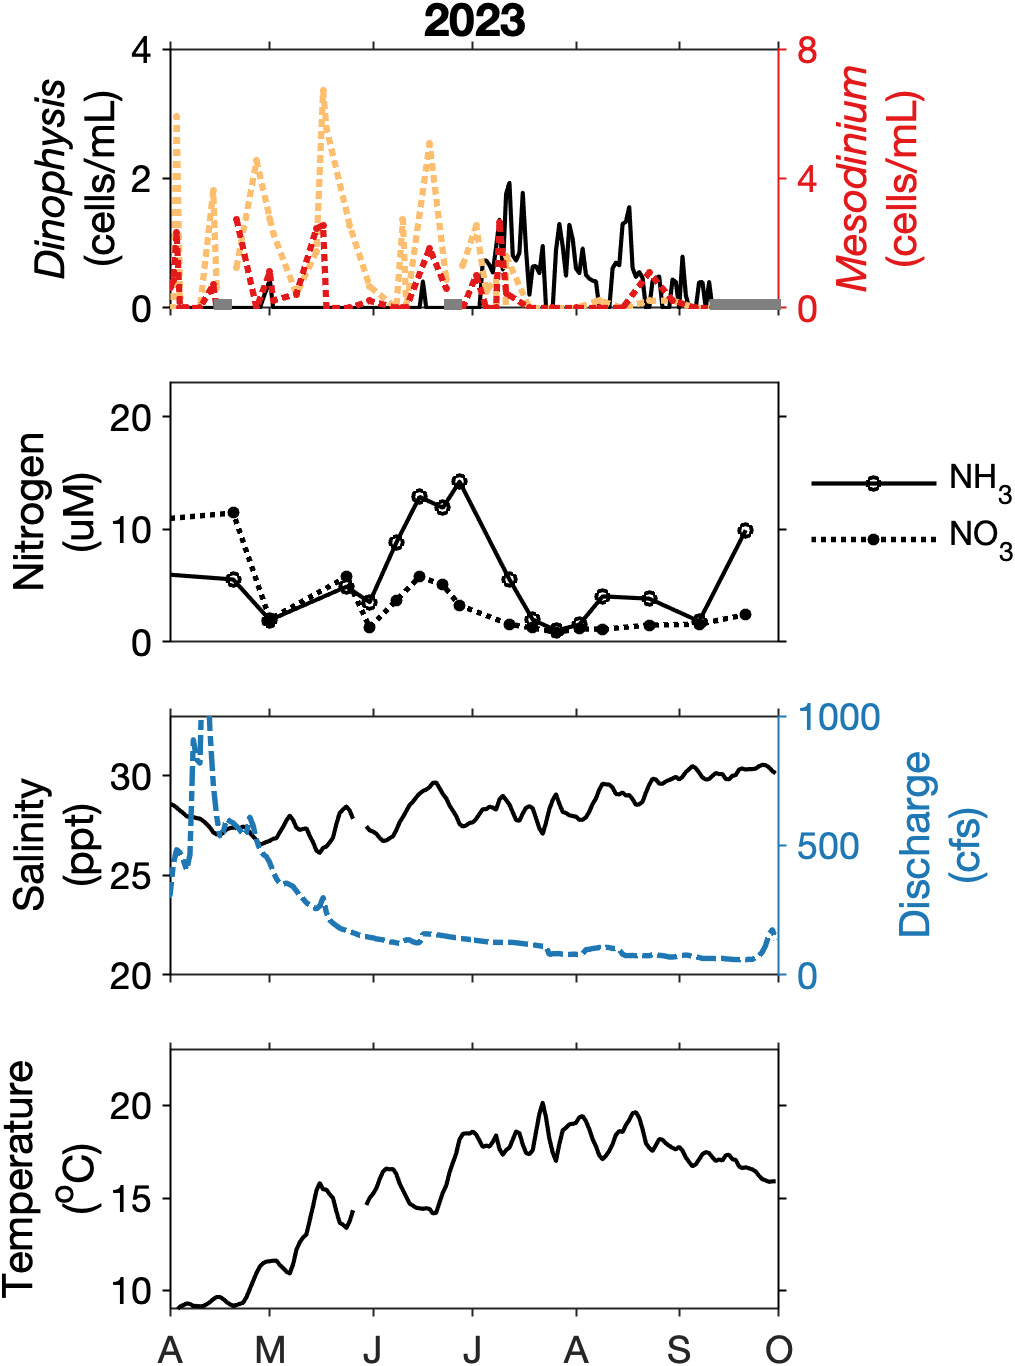 2023
Dinophysis
(cells/mL)
4
2
0
8
4
0
Mesodinium
(cells/mL)
Nitrogen
(uM)
20
10
0
NH3
NO3
Salinity
(ppt)
30
25
20
1000
500
0
Discharge
(cfs)
Temperature
(oC)
20
15
10
A M J J A S O